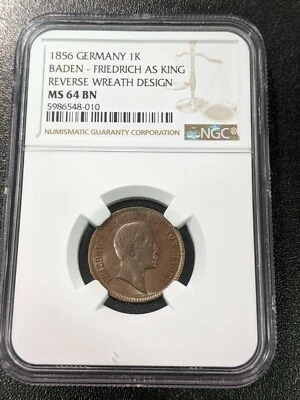 1856 GERMANY 1K
BADEN - FRIEDRICH AS KING
REVERSE WREATH DESIGN
MS 64 BN
5986548-010
NUMISMATIC GUARANTY CORPORATION
NGC